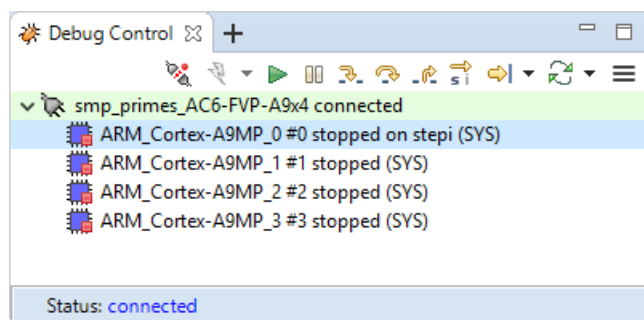 Debug Control
smp_primes_AC6-FVP-A9x4 connected
ARM_Cortex-A9MP_0 #0 stopped on stepi (SYS)
ARM_Cortex-A9MP_1 #1 stopped (SYS)
ARM_Cortex-A9MP_2 #2 stopped (SYS)
ARM_Cortex-A9MP_3 #3 stopped (SYS)
Status: connected